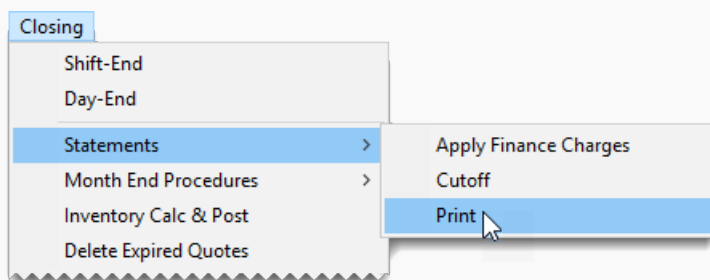 Closing
Shift-End
Day-End
Statements
Month End Procedures
Inventory Calc & Post
Delete Expired Quotes
Apply Finance Charges
Cutoff
Print